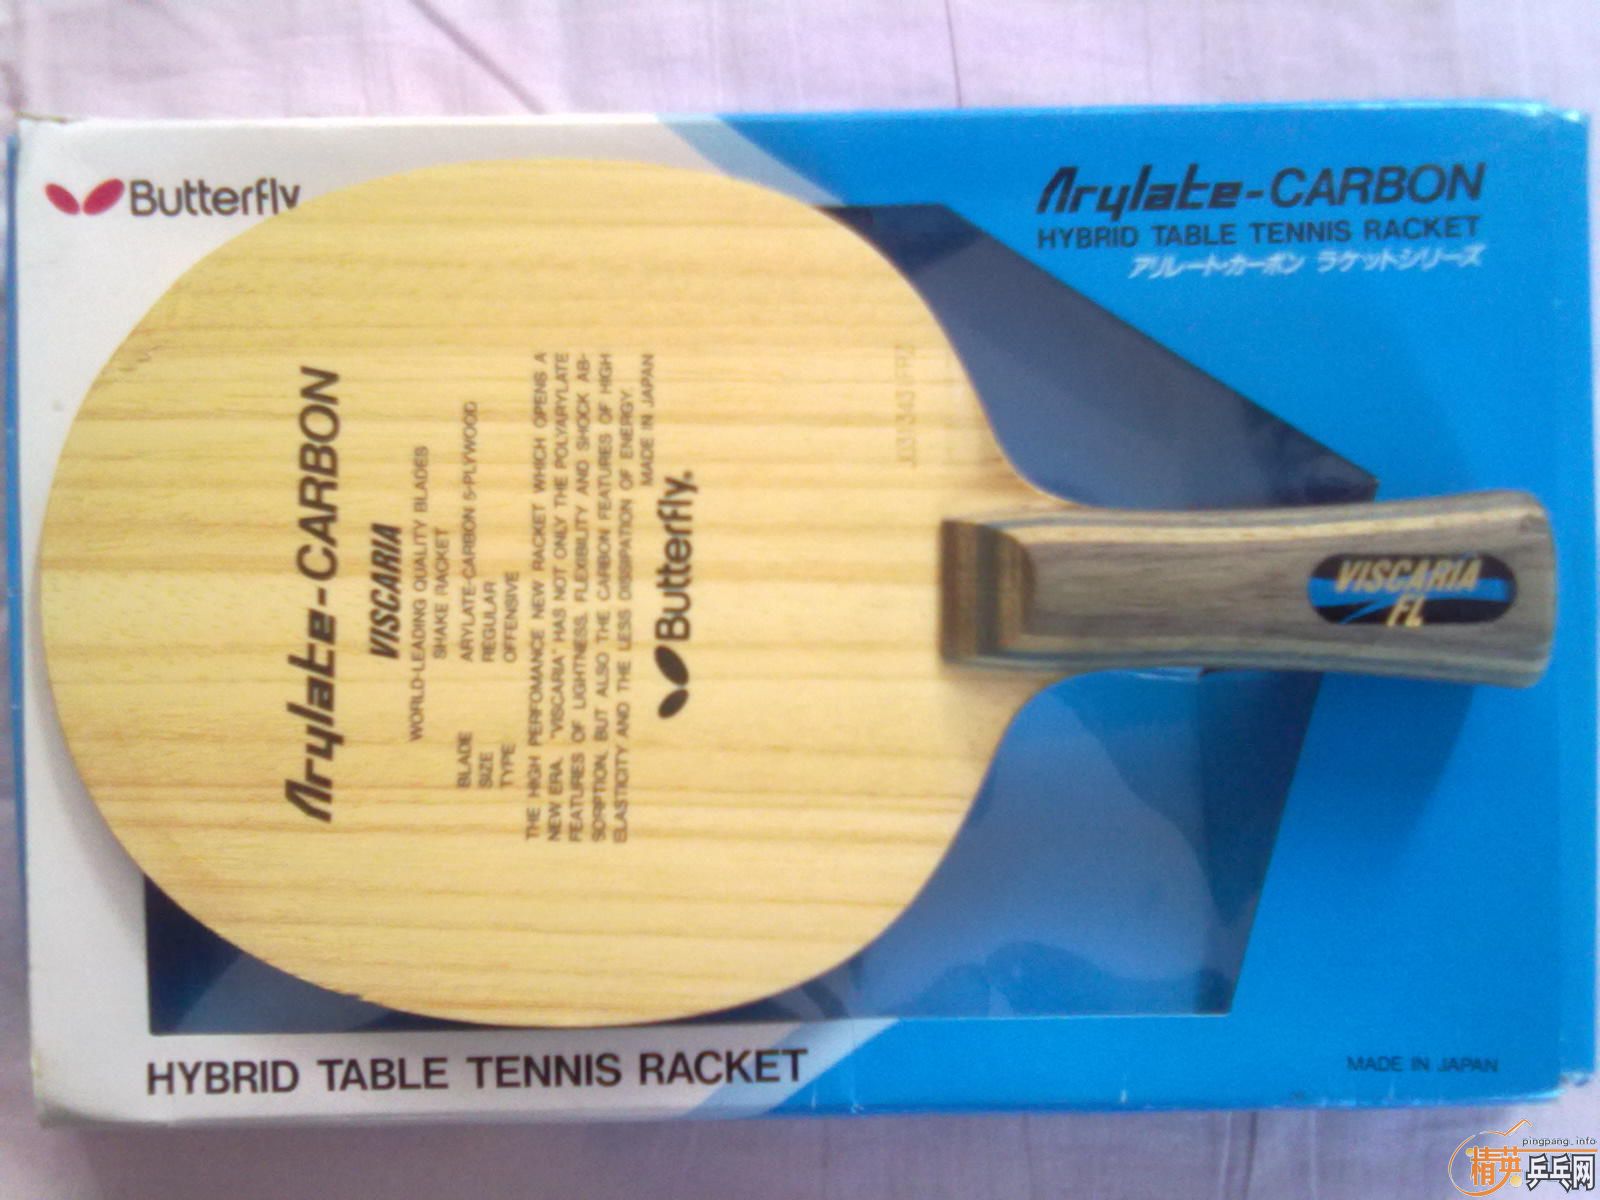 Butterfly
Arylate-CARBON
HYBRID TABLE TENNIS RACKET
アリレート・カーボン ラケットシリーズ
Arylate-CARBON
VISCARIA
WORLD-LEADING QUALITY BLADES
SHAKE RACKET
BLADE ARYLATE-CARBON 5-PLYWOOD
SIZE REGULAR
TYPE OFFENSIVE
THE HIGH PERFOMANCE NEW RACKET WHICH OPENS A
NEW ERA. "VISCARIA" HAS NOT ONLY THE POLYARYLATE
FEATURES OF LIGHTNESS, FLEXIBILITY AND SHOCK AB-
SORPTION, BUT ALSO THE CARBON FEATURES OF HIGH
ELASTICITY AND THE LESS DISSIPATION OF ENERGY.
MADE IN JAPAN
Butterfly
VISCARIA
FL
HYBRID TABLE TENNIS RACKET
MADE IN JAPAN
pingpang.info
精英乒乓网